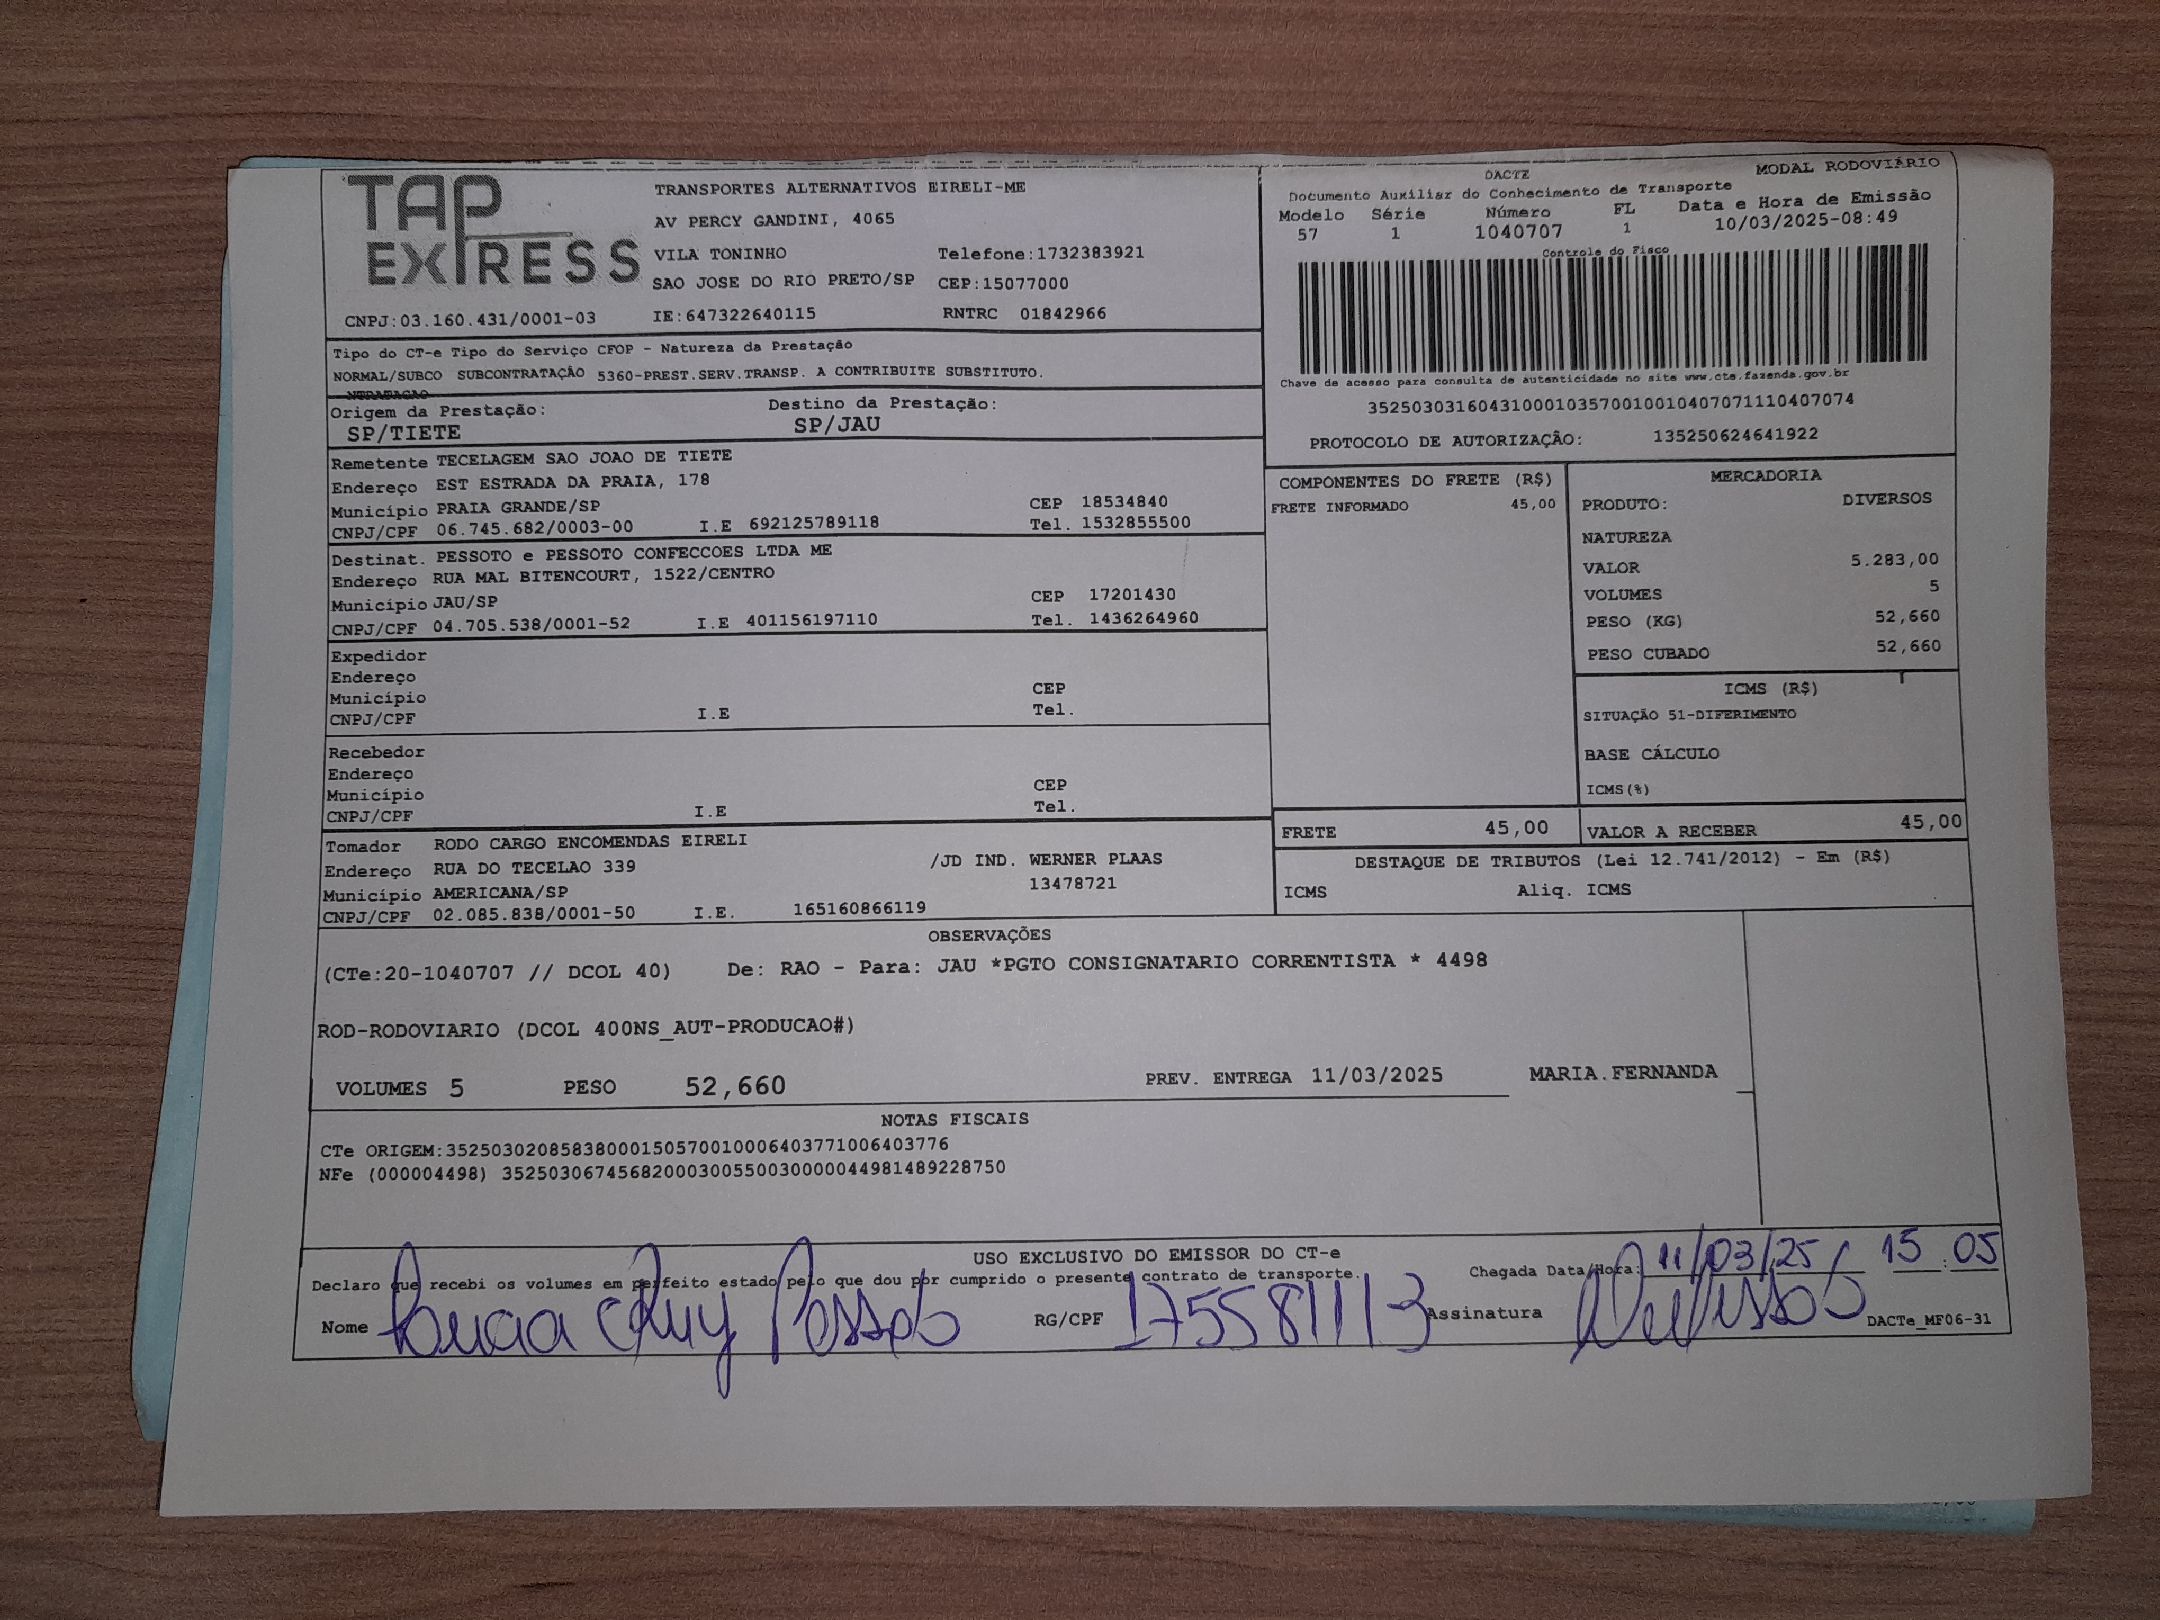 TAP EXPRESS
TRANSPORTES ALTERNATIVOS EIRELI-ME
AV PERCY GANDINI, 4065
VILA TONINHO Telefone:1732383921
SAO JOSE DO RIO PRETO/SP CEP:15077000
CNPJ:03.160.431/0001-03 IE:647322640115 RNTRC 01842966
DACTE MODAL RODOVIÁRIO
Documento Auxiliar do Conhecimento de Transporte
Modelo Série Número FL Data e Hora de Emissão
57 1 1040707 1 10/03/2025-08:49
Controle do Fisco
Chave de acesso para consulta de autenticidade no site www.cte.fazenda.gov.br
35250303160431000103570010010407071110407074
PROTOCOLO DE AUTORIZAÇÃO: 135250624641922
Tipo do CT-e Tipo do Serviço CFOP - Natureza da Prestação
NORMAL/SUBCO SUBCONTRATAÇÃO 5360-PREST.SERV.TRANSP. A CONTRIBUITE SUBSTITUTO.
NTRATAÇAO
Origem da Prestação: Destino da Prestação:
SP/TIETE SP/JAU
Remetente TECELAGEM SAO JOAO DE TIETE
Endereço EST ESTRADA DA PRAIA, 178
Município PRAIA GRANDE/SP CEP 18534840
CNPJ/CPF 06.745.682/0003-00 I.E 692125789118 Tel. 1532855500
Destinat. PESSOTO e PESSOTO CONFECCOES LTDA ME
Endereço RUA MAL BITENCOURT, 1522/CENTRO
Município JAU/SP CEP 17201430
CNPJ/CPF 04.705.538/0001-52 I.E 401156197110 Tel. 1436264960
Expedidor
Endereço
Município CEP
CNPJ/CPF I.E Tel.
Recebedor
Endereço
Município CEP
CNPJ/CPF I.E Tel.
Tomador RODO CARGO ENCOMENDAS EIRELI
Endereço RUA DO TECELAO 339 /JD IND. WERNER PLAAS
Município AMERICANA/SP 13478721
CNPJ/CPF 02.085.838/0001-50 I.E. 165160866119
COMPONENTES DO FRETE (R$)
FRETE INFORMADO 45,00
MERCADORIA
PRODUTO: DIVERSOS
NATUREZA
VALOR 5.283,00
VOLUMES 5
PESO (KG) 52,660
PESO CUBADO 52,660
ICMS (R$)
SITUAÇÃO 51-DIFERIMENTO
BASE CÁLCULO
ICMS(%)
FRETE 45,00 VALOR A RECEBER 45,00
DESTAQUE DE TRIBUTOS (Lei 12.741/2012) - Em (R$)
ICMS Aliq. ICMS
OBSERVAÇÕES
(CTe:20-1040707 // DCOL 40) De: RAO - Para: JAU *PGTO CONSIGNATARIO CORRENTISTA * 4498
ROD-RODOVIARIO (DCOL 400NS_AUT-PRODUCAO#)
VOLUMES 5 PESO 52,660 PREV. ENTREGA 11/03/2025 MARIA.FERNANDA
NOTAS FISCAIS
CTe ORIGEM:35250302085838000150570010006403771006403776
NFe (000004498) 35250306745682000300550030000044981489228750
USO EXCLUSIVO DO EMISSOR DO CT-e
Declaro que recebi os volumes em perfeito estado pelo que dou por cumprido o presente contrato de transporte.
Chegada Data/Hora: 11/03/25 15:05
Nome RG/CPF 175581113 Assinatura DACTe_MF06-31